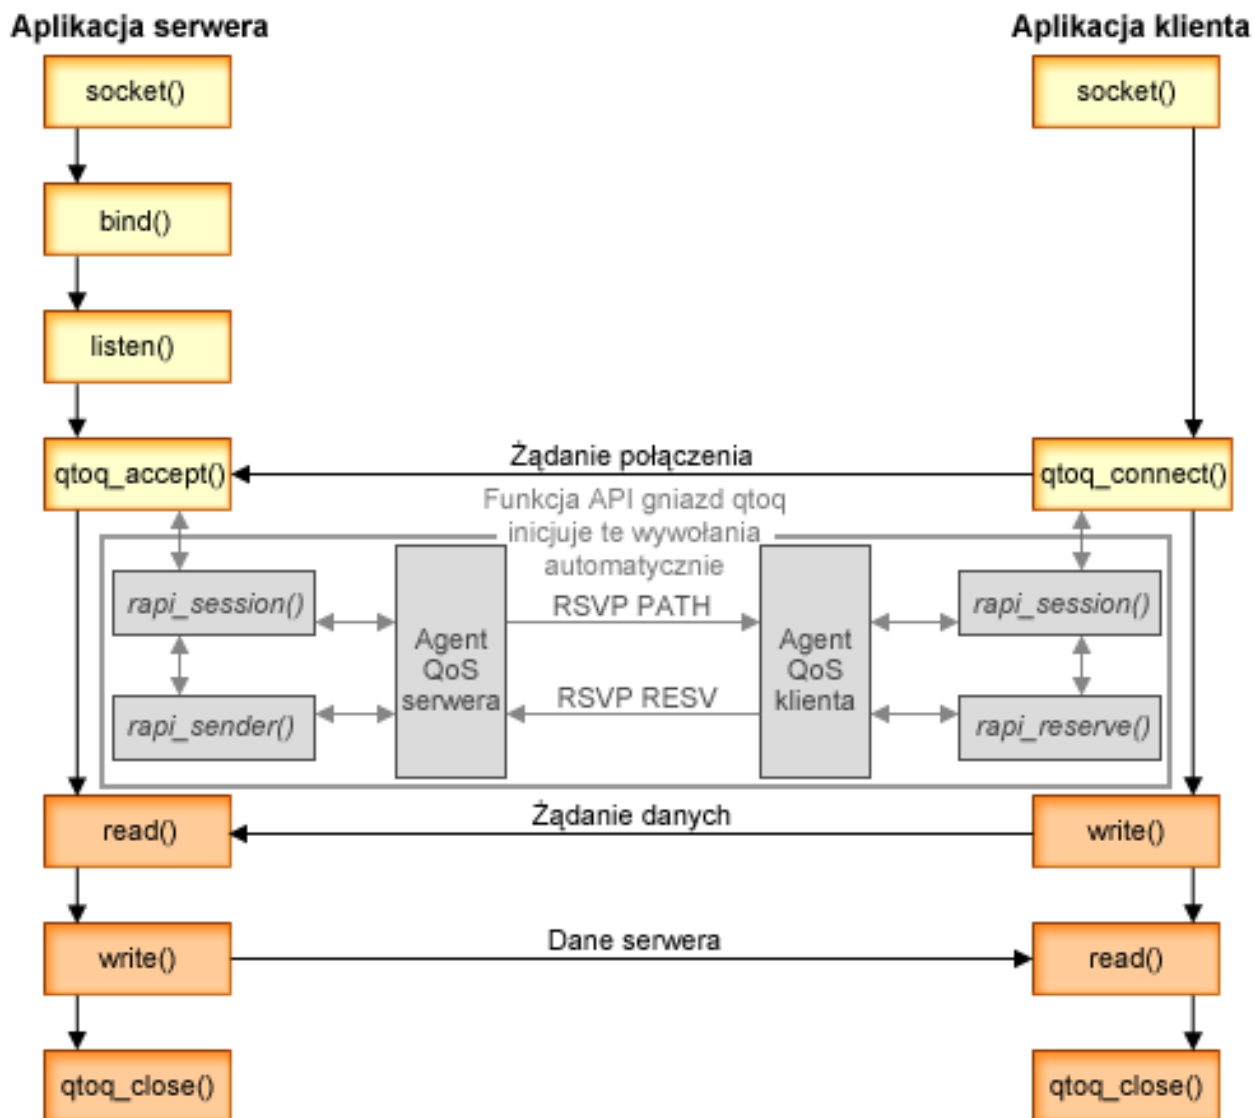 Aplikacja serwera
Aplikacja klienta
socket()
socket()
bind()
listen()
qtoq_accept()
Żądanie połączenia
qtoq_connect()
Funkcja API gniazd qtoq
inicjuje te wywołania
automatycznie
rapi_session()
RSVP PATH
rapi_session()
Agent
QoS
serwera
Agent
QoS
klienta
rapi_sender()
RSVP RESV
rapi_reserve()
read()
Żądanie danych
write()
write()
Dane serwera
read()
qtoq_close()
qtoq_close()